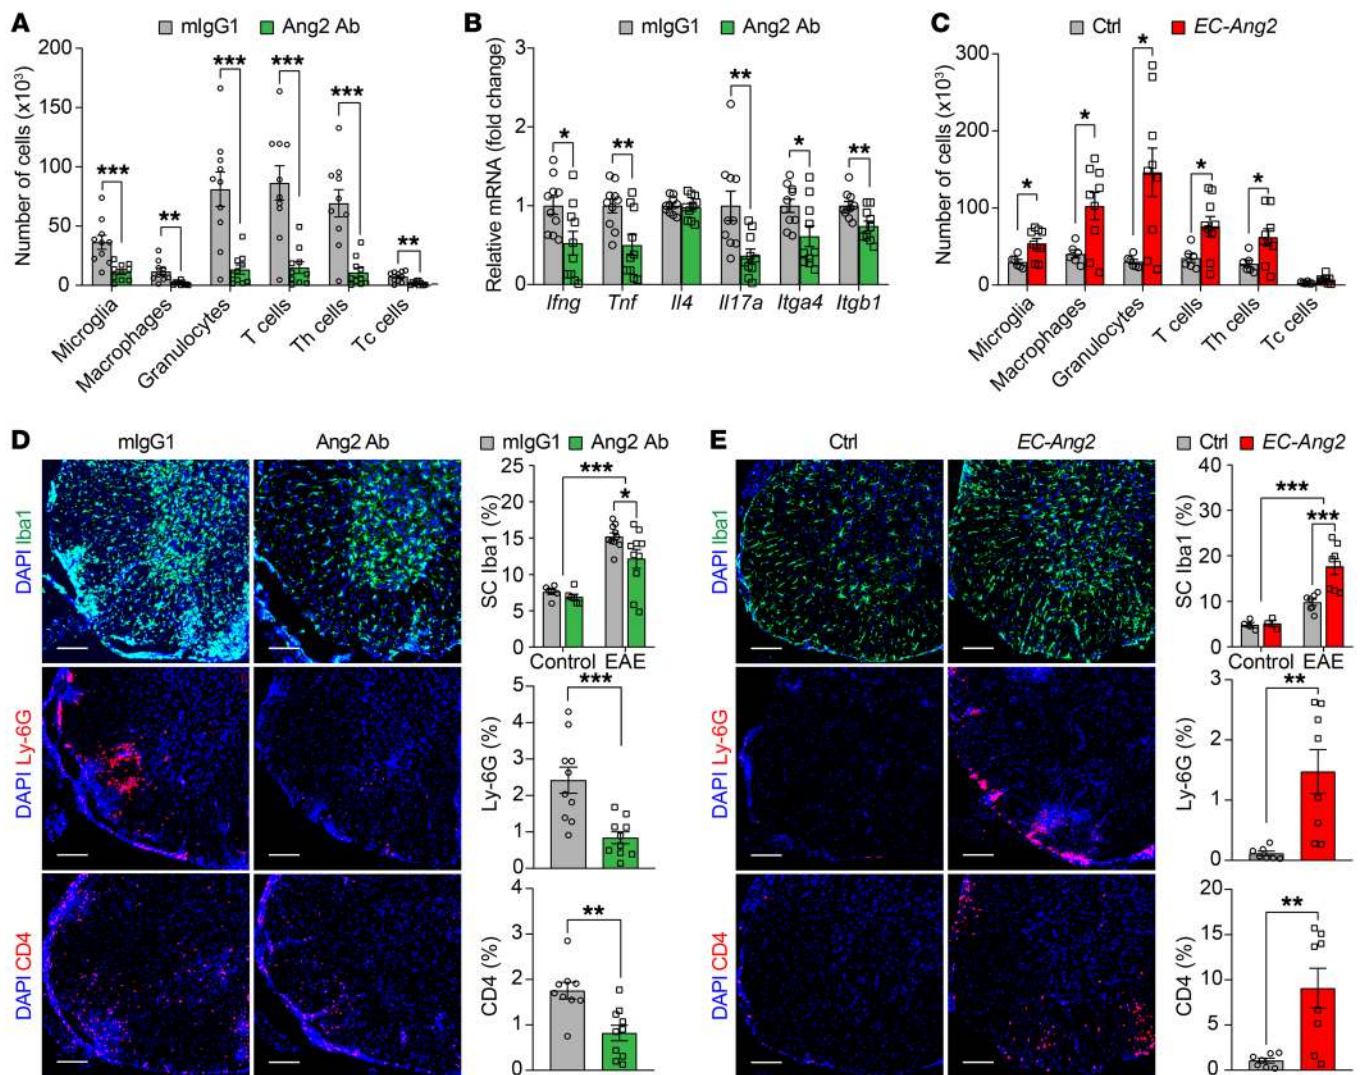 A
mIgG1 Ang2 Ab
Number of cells (x10³)
200
150
100
50
0
***
**
***
***
***
**
Microglia
Macrophages
Granulocytes
T cells
Th cells
Tc cells
B
mIgG1 Ang2 Ab
Relative mRNA (fold change)
3
2
1
0
*
**
**
*
**
Ifng Tnf Il4 Il17a Itga4 Itgb1
C
Ctrl EC-Ang2
Number of cells (x10³)
300
200
100
0
*
*
*
*
*
Microglia
Macrophages
Granulocytes
T cells
Th cells
Tc cells
D
mIgG1 Ang2 Ab
DAPI Iba1
DAPI Ly-6G
DAPI CD4
mIgG1 Ang2 Ab
SC Iba1 (%)
25
20
15
10
5
0
***
*
Control EAE
Ly-6G (%)
5
4
3
2
1
0
***
CD4 (%)
4
3
2
1
0
**
E
Ctrl EC-Ang2
DAPI Iba1
DAPI Ly-6G
DAPI CD4
Ctrl EC-Ang2
SC Iba1 (%)
40
30
20
10
0
***
***
Control EAE
Ly-6G (%)
3
2
1
0
**
CD4 (%)
20
15
10
5
0
**